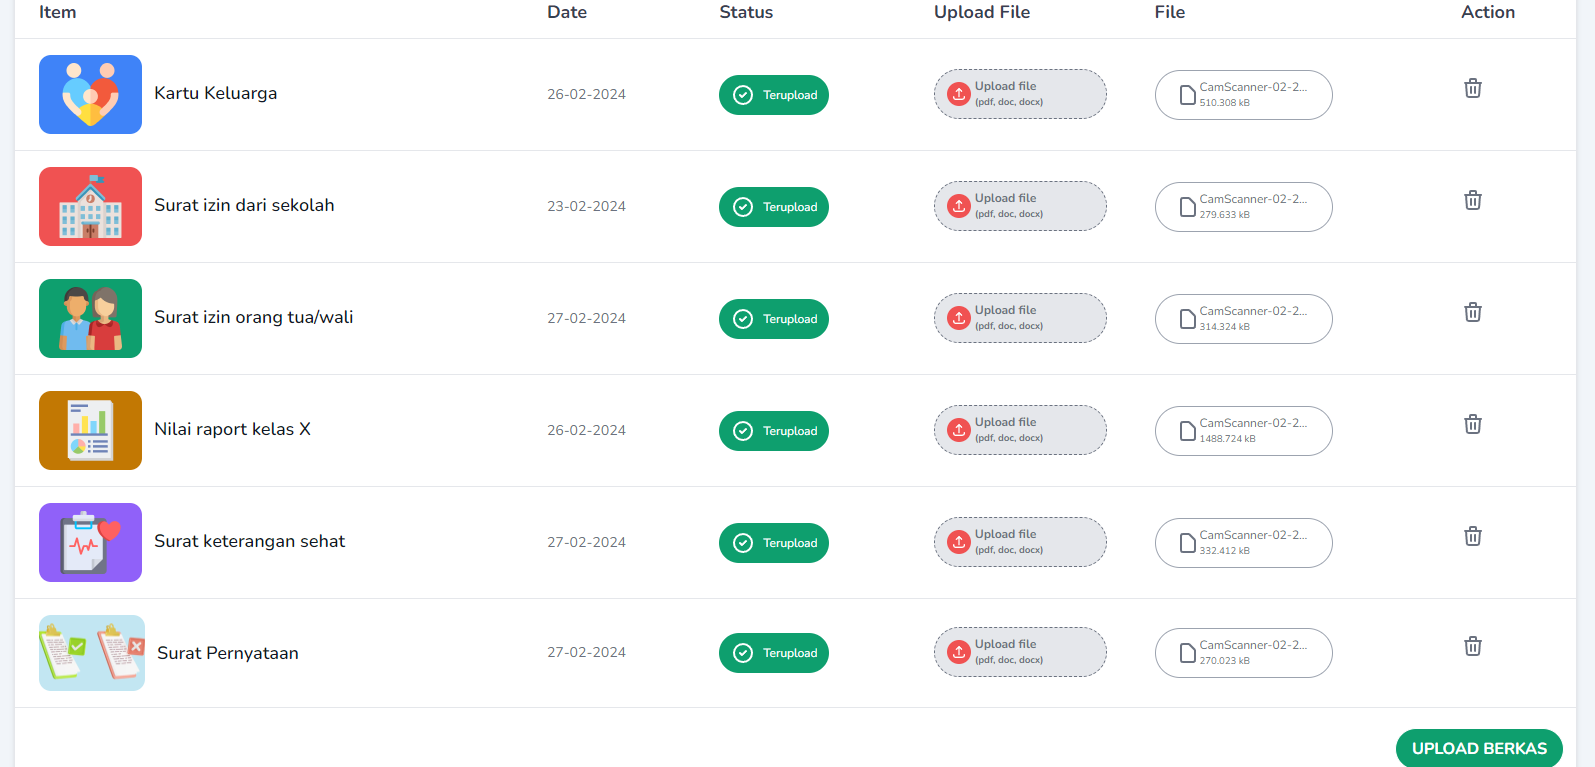 Item Date Status Upload File File Action
Kartu Keluarga 26-02-2024 Terupload Upload file CamScanner-02-2...
(pdf, doc, docx) 510.308 kB
Surat izin dari sekolah 23-02-2024 Terupload Upload file CamScanner-02-2...
(pdf, doc, docx) 279.633 kB
Surat izin orang tua/wali 27-02-2024 Terupload Upload file CamScanner-02-2...
(pdf, doc, docx) 314.324 kB
Nilai raport kelas X 26-02-2024 Terupload Upload file CamScanner-02-2...
(pdf, doc, docx) 1488.724 kB
Surat keterangan sehat 27-02-2024 Terupload Upload file CamScanner-02-2...
(pdf, doc, docx) 332.412 kB
Surat Pernyataan 27-02-2024 Terupload Upload file CamScanner-02-2...
(pdf, doc, docx) 270.023 kB
UPLOAD BERKAS